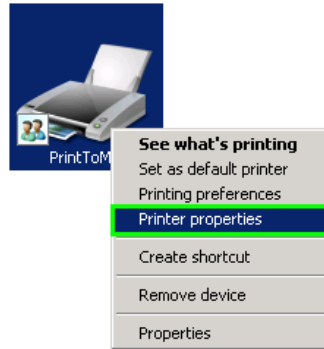 PrintToM
See what's printing
Set as default printer
Printing preferences
Printer properties
Create shortcut
Remove device
Properties